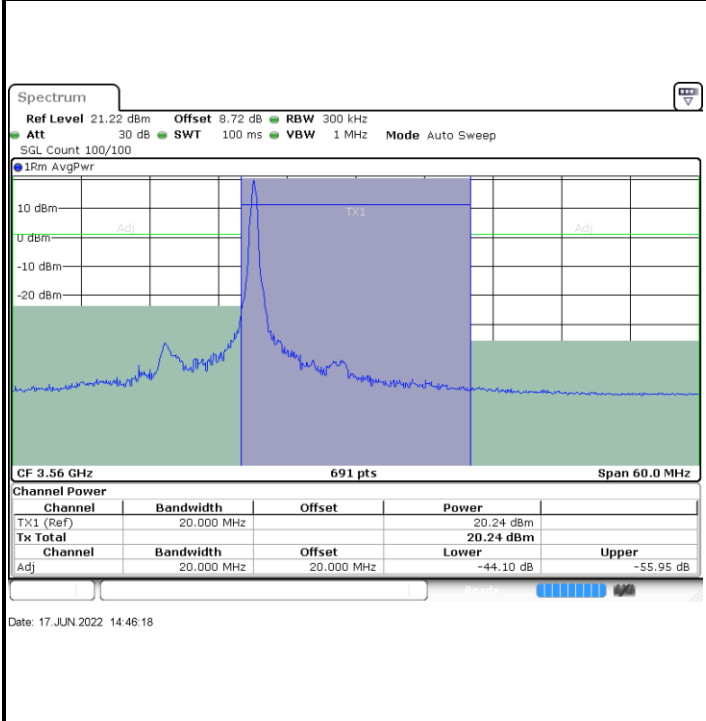 Spectrum
Ref Level 21.22 dBm Offset 8.72 dB RBW 300 kHz
Att 30 dB SWT 100 ms VBW 1 MHz Mode Auto Sweep
SGL Count 100/100
1Rm AvgPwr
10 dBm
TX1
Adj
Adj
0 dBm
-10 dBm
-20 dBm
CF 3.56 GHz 691 pts Span 60.0 MHz
Channel Power
Channel Bandwidth Offset Power
TX1 (Ref) 20.000 MHz 20.24 dBm
Tx Total 20.24 dBm
Channel Bandwidth Offset Lower Upper
Adj 20.000 MHz 20.000 MHz -44.10 dB -55.95 dB
Ready
Date: 17.JUN.2022 14:46:18